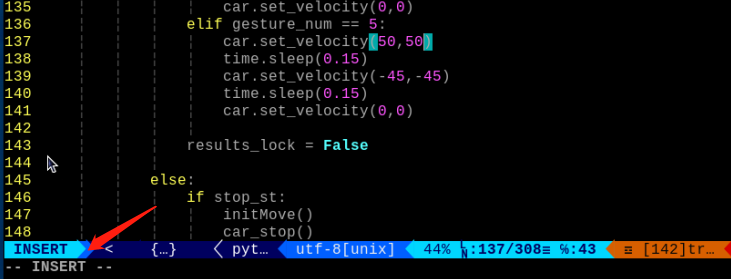 135 car.set_velocity(0,0)
136 elif gesture_num == 5:
137 car.set_velocity(50,50)
138 time.sleep(0.15)
139 car.set_velocity(-45,-45)
140 time.sleep(0.15)
141 car.set_velocity(0,0)
142
143 results_lock = False
144
145 else:
146 if stop_st:
147 initMove()
148 car_stop()
INSERT < {…} pyt… utf-8[unix] 44% ㏑:137/308≡ ℅:43 ☲ [142]tr…
-- INSERT --